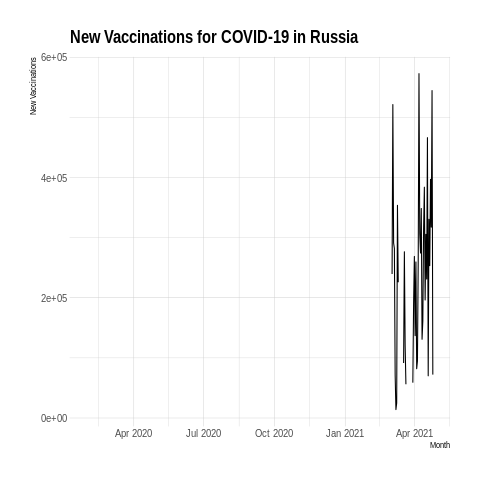 New Vaccinations for COVID-19 in Russia
New Vaccinations
6e+05
4e+05
2e+05
0e+00
Apr 2020 Jul 2020 Oct 2020 Jan 2021 Apr 2021
Month